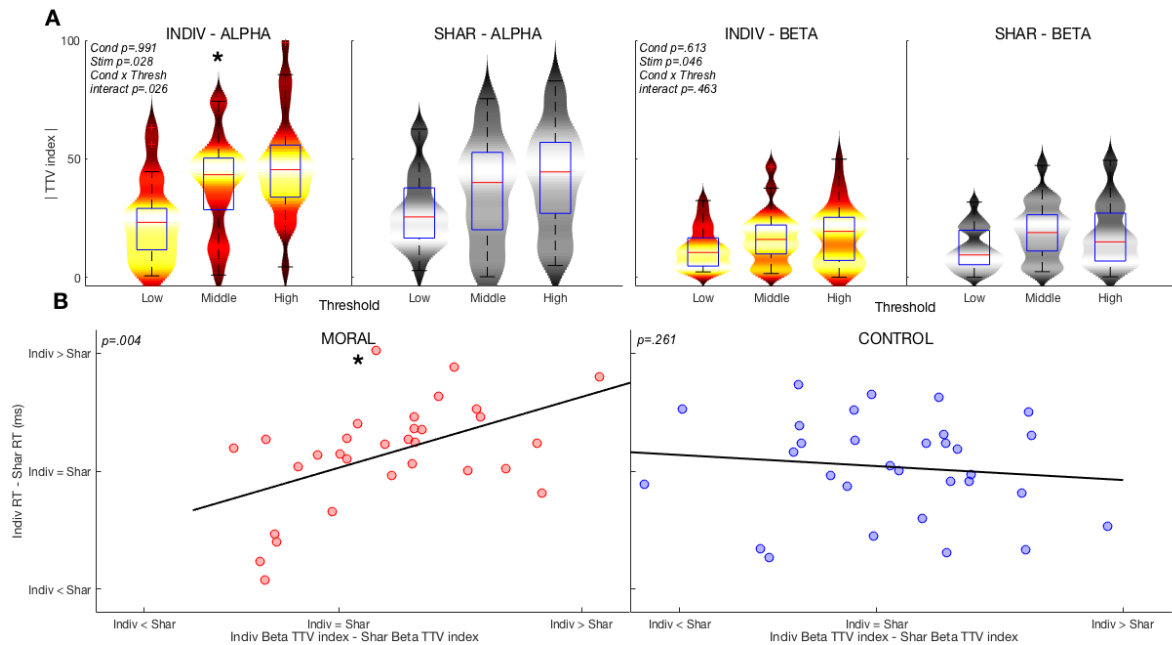 A
INDIV - ALPHA
SHAR - ALPHA
INDIV - BETA
SHAR - BETA
100
50
0
| TTV index |
Cond p=.991
Stim p=.028
Cond x Thresh
interact p=.026
*
Cond p=.613
Stim p=.046
Cond x Thresh
interact p=.463
Low Middle High
Low Middle High
Low Middle High
Low Middle High
Threshold
Threshold
B
MORAL
CONTROL
p=.004
*
p=.261
Indiv > Shar
Indiv = Shar
Indiv < Shar
Indiv RT - Shar RT (ms)
Indiv < Shar Indiv = Shar Indiv > Shar
Indiv Beta TTV index - Shar Beta TTV index
Indiv < Shar Indiv = Shar Indiv > Shar
Indiv Beta TTV index - Shar Beta TTV index